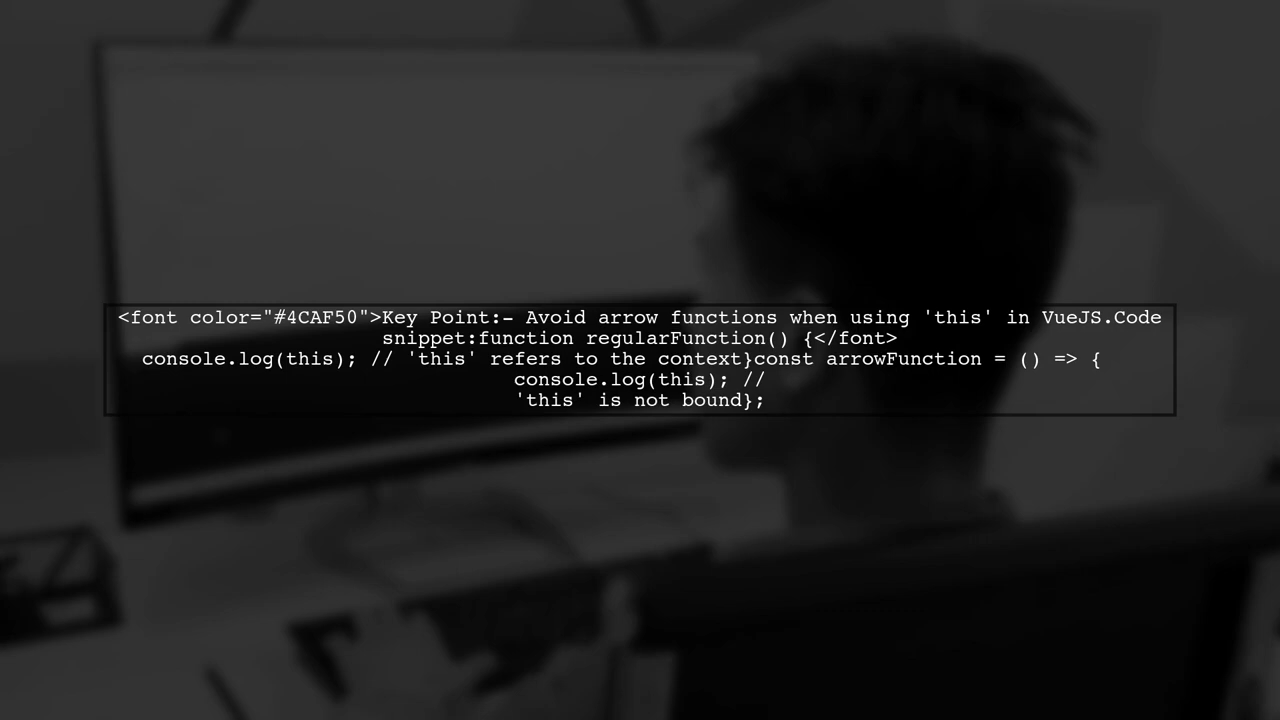 <font color="#4CAF50">Key Point:- Avoid arrow functions when using 'this' in VueJS.Code
snippet:function regularFunction() {</font>
console.log(this); // 'this' refers to the context}const arrowFunction = () => {
console.log(this); //
'this' is not bound};